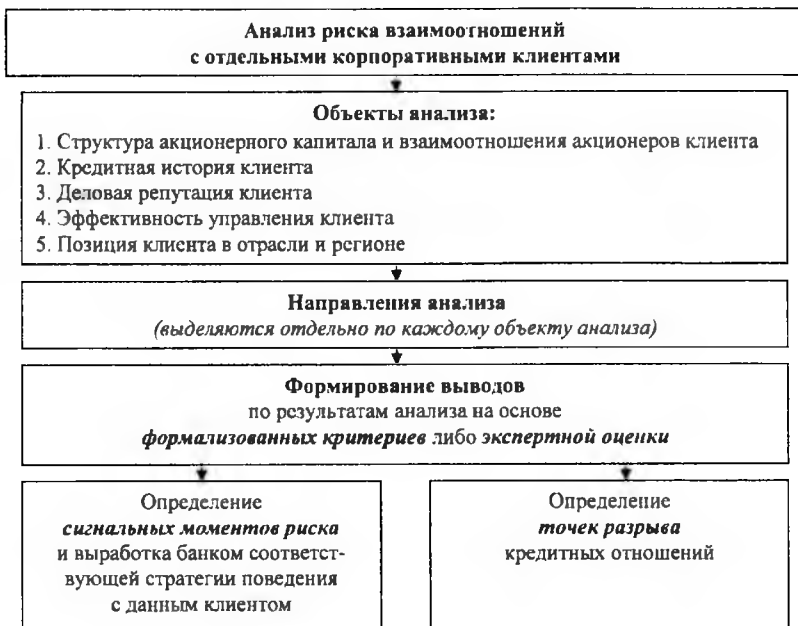 Анализ риска взаимоотношений
с отдельными корпоративными клиентами
Объекты анализа:
1. Структура акционерного капитала и взаимоотношения акционеров клиента
2. Кредитная история клиента
3. Деловая репутация клиента
4. Эффективность управления клиента
5. Позиция клиента в отрасли и регионе
Направления анализа
(выделяются отдельно по каждому объекту анализа)
Формирование выводов
по результатам анализа на основе
формализованных критериев либо экспертной оценки
Определение
сигнальных моментов риска
и выработка банком соответст-
вующей стратегии поведения
с данным клиентом
Определение
точек разрыва
кредитных отношений